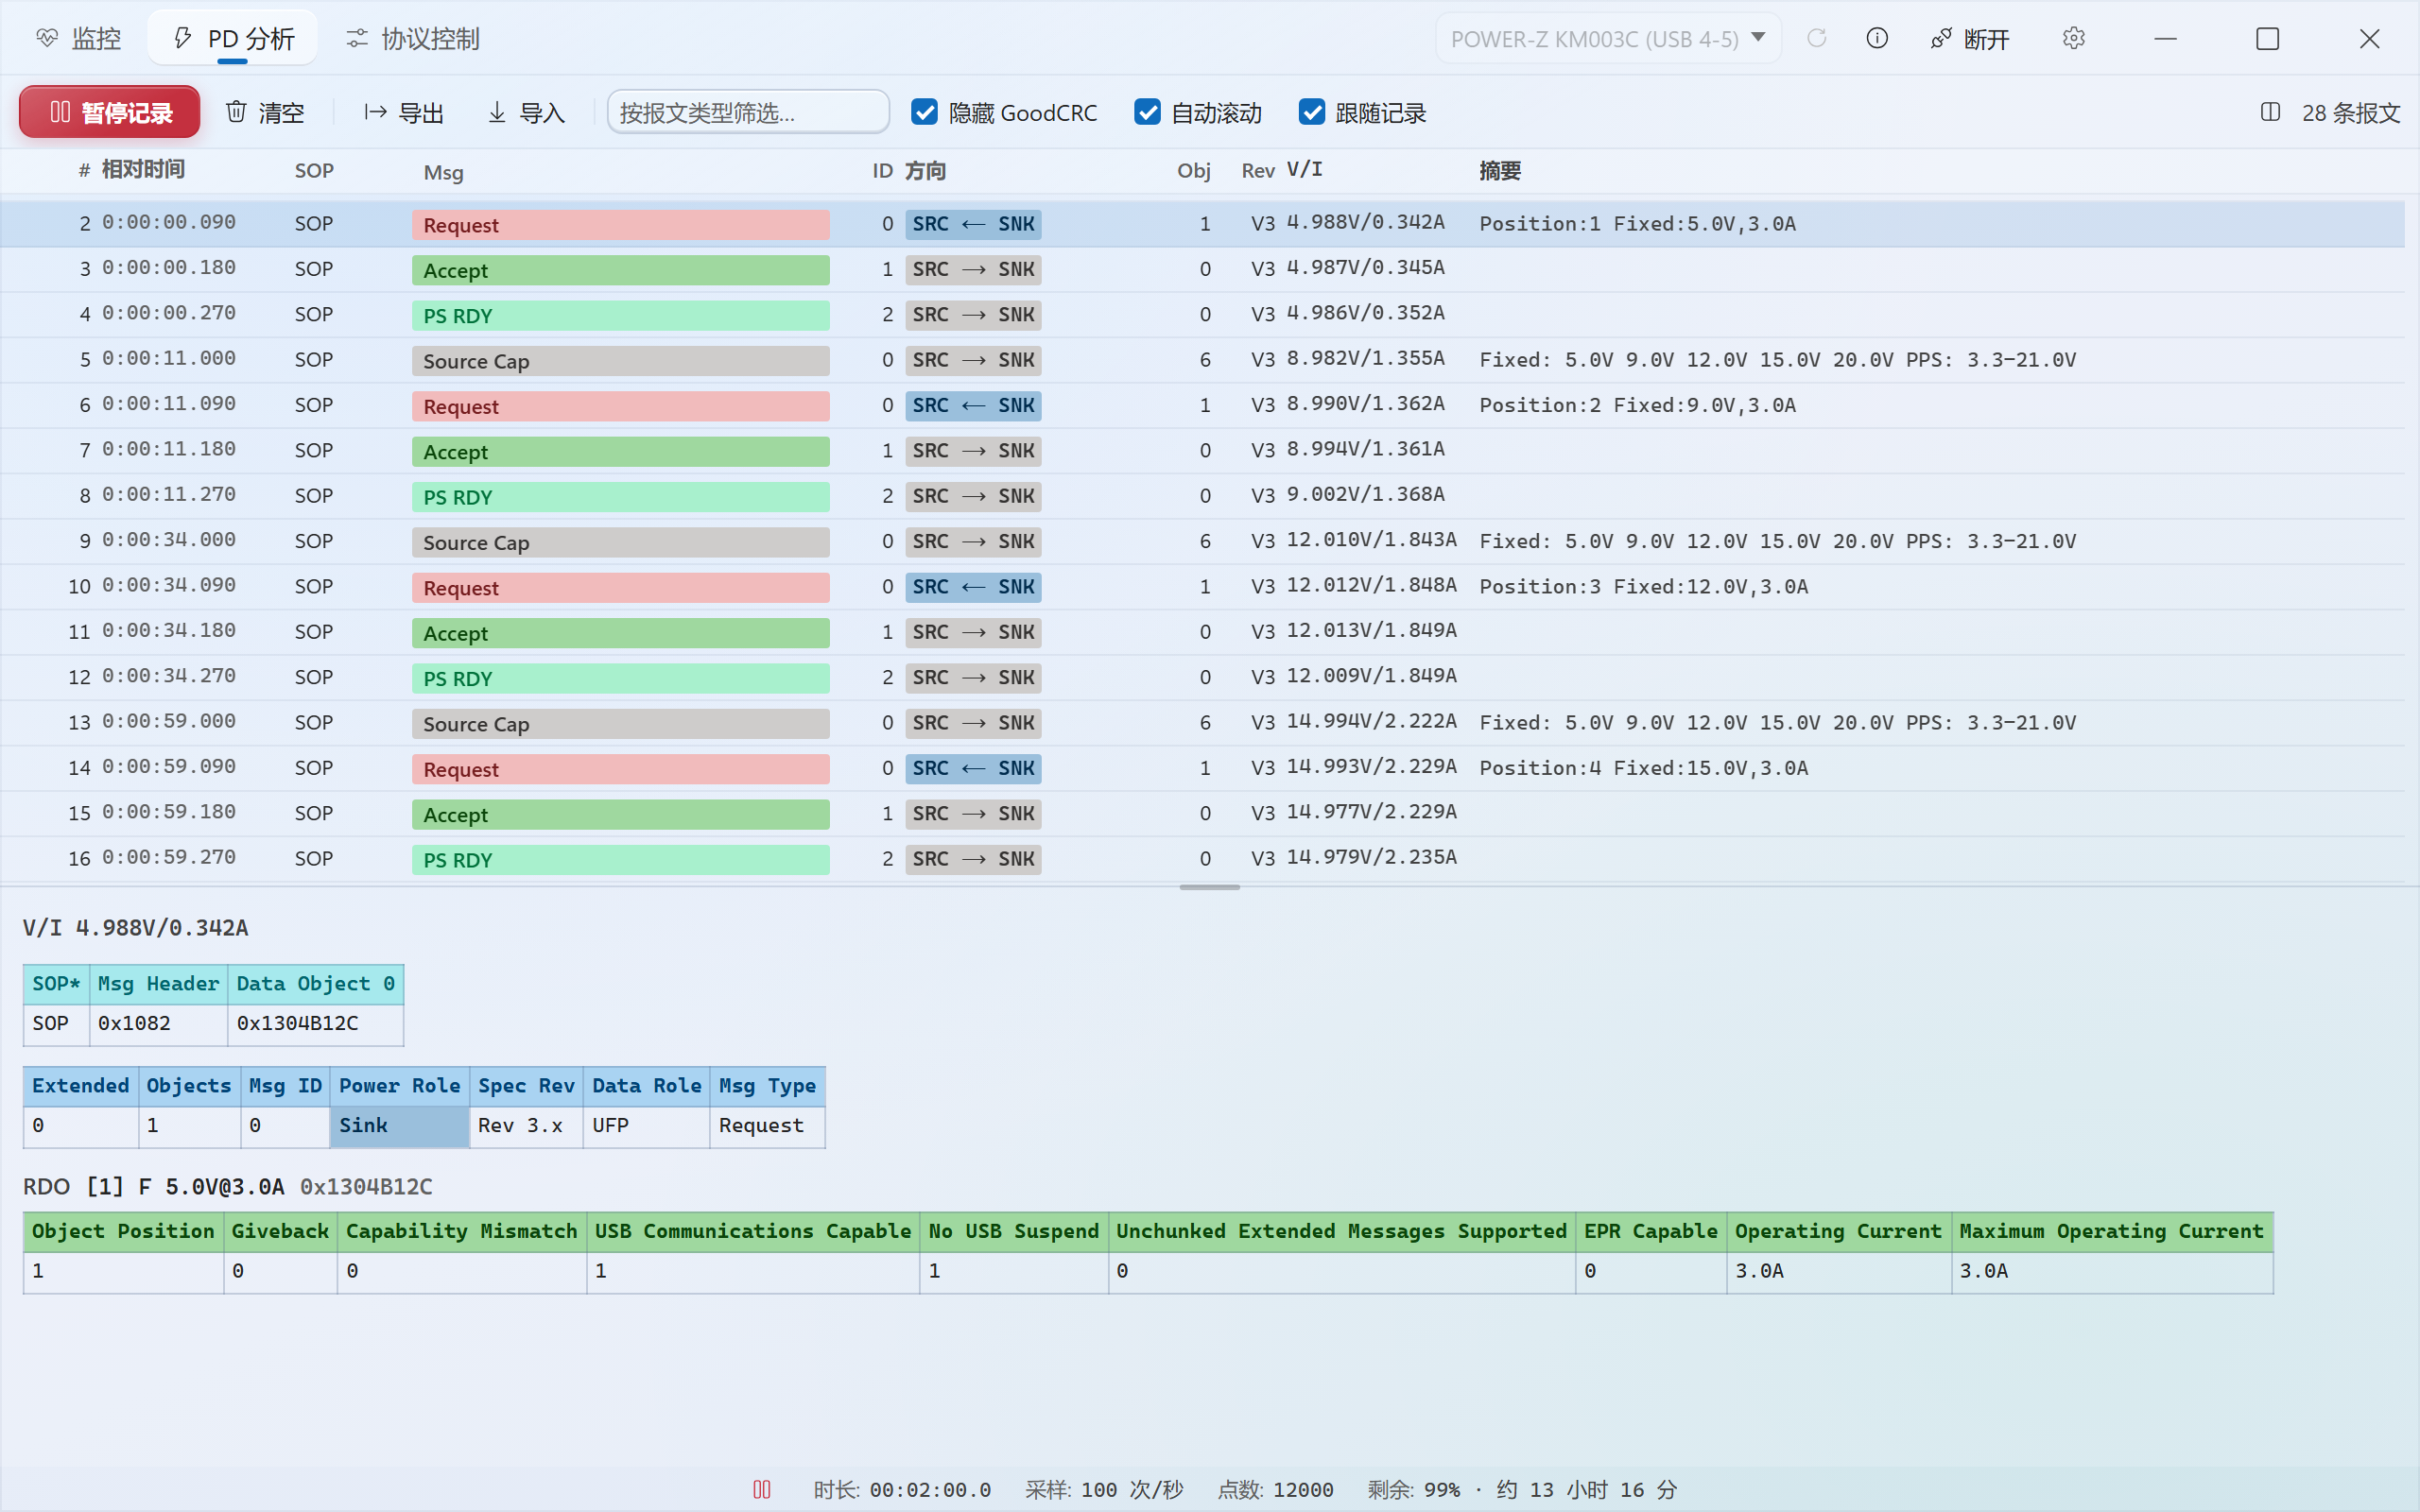 监控 PD 分析 协议控制 POWER-Z KM003C (USB 4-5) 断开
暂停记录 清空 导出 导入 按报文类型筛选... 隐藏 GoodCRC 自动滚动 跟随记录 28 条报文
# 相对时间 SOP Msg ID 方向 Obj Rev V/I 摘要
2 0:00:00.090 SOP Request 0 SRC ← SNK 1 V3 4.988V/0.342A Position:1 Fixed:5.0V,3.0A
3 0:00:00.180 SOP Accept 1 SRC → SNK 0 V3 4.987V/0.345A
4 0:00:00.270 SOP PS RDY 2 SRC → SNK 0 V3 4.986V/0.352A
5 0:00:11.000 SOP Source Cap 0 SRC → SNK 6 V3 8.982V/1.355A Fixed: 5.0V 9.0V 12.0V 15.0V 20.0V PPS: 3.3-21.0V
6 0:00:11.090 SOP Request 0 SRC ← SNK 1 V3 8.990V/1.362A Position:2 Fixed:9.0V,3.0A
7 0:00:11.180 SOP Accept 1 SRC → SNK 0 V3 8.994V/1.361A
8 0:00:11.270 SOP PS RDY 2 SRC → SNK 0 V3 9.002V/1.368A
9 0:00:34.000 SOP Source Cap 0 SRC → SNK 6 V3 12.010V/1.843A Fixed: 5.0V 9.0V 12.0V 15.0V 20.0V PPS: 3.3-21.0V
10 0:00:34.090 SOP Request 0 SRC ← SNK 1 V3 12.012V/1.848A Position:3 Fixed:12.0V,3.0A
11 0:00:34.180 SOP Accept 1 SRC → SNK 0 V3 12.013V/1.849A
12 0:00:34.270 SOP PS RDY 2 SRC → SNK 0 V3 12.009V/1.849A
13 0:00:59.000 SOP Source Cap 0 SRC → SNK 6 V3 14.994V/2.222A Fixed: 5.0V 9.0V 12.0V 15.0V 20.0V PPS: 3.3-21.0V
14 0:00:59.090 SOP Request 0 SRC ← SNK 1 V3 14.993V/2.229A Position:4 Fixed:15.0V,3.0A
15 0:00:59.180 SOP Accept 1 SRC → SNK 0 V3 14.977V/2.229A
16 0:00:59.270 SOP PS RDY 2 SRC → SNK 0 V3 14.979V/2.235A
V/I 4.988V/0.342A
SOP* Msg Header Data Object 0
SOP 0x1082 0x1304B12C
Extended Objects Msg ID Power Role Spec Rev Data Role Msg Type
0 1 0 Sink Rev 3.x UFP Request
RDO [1] F 5.0V@3.0A 0x1304B12C
Object Position Giveback Capability Mismatch USB Communications Capable No USB Suspend Unchunked Extended Messages Supported EPR Capable Operating Current Maximum Operating Current
1 0 0 1 1 0 0 3.0A 3.0A
时长: 00:02:00.0 采样: 100 次/秒 点数: 12000 剩余: 99% · 约 13 小时 16 分